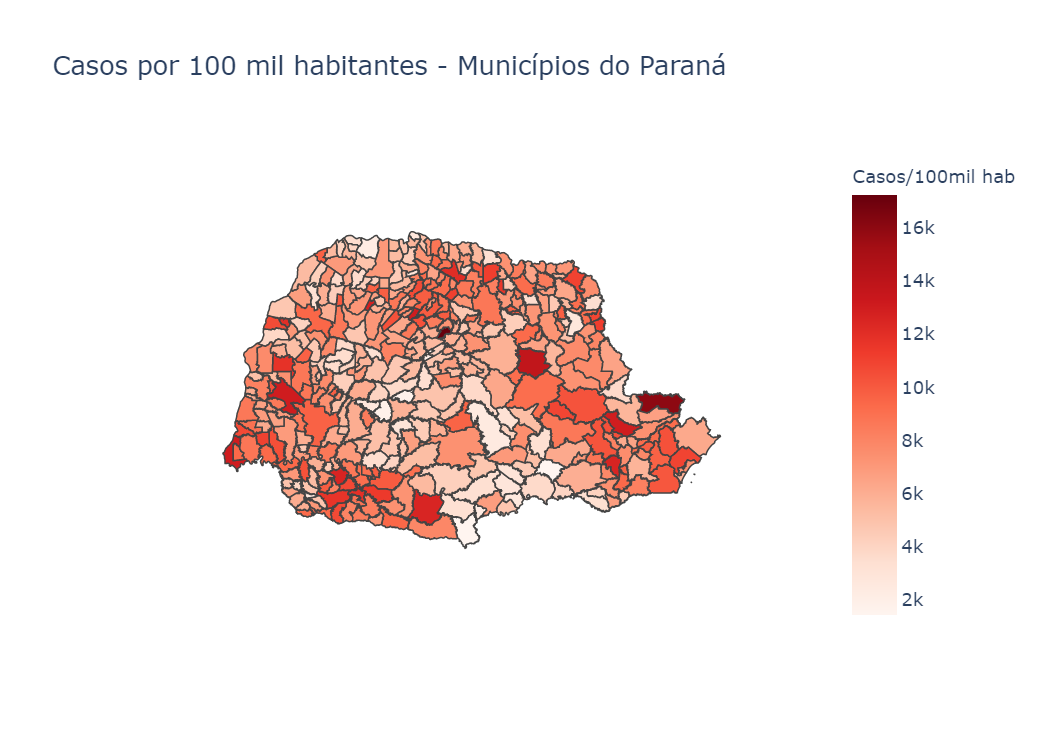 Casos por 100 mil habitantes - Municípios do Paraná
Casos/100mil hab
16k
14k
12k
10k
8k
6k
4k
2k